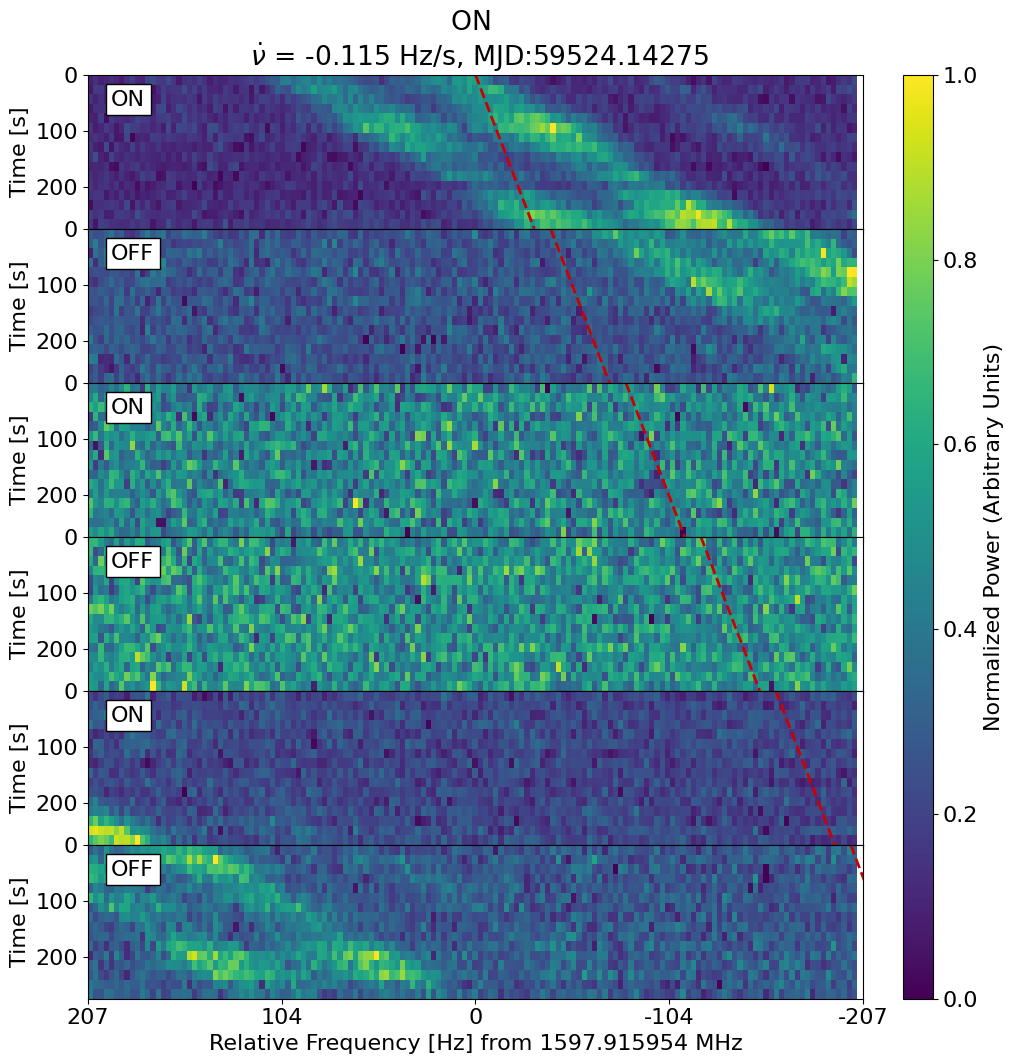 ON
ν̇ = -0.115 Hz/s, MJD:59524.14275
0
100
200
Time [s]
ON
0
100
200
Time [s]
OFF
0
100
200
Time [s]
ON
0
100
200
Time [s]
OFF
0
100
200
Time [s]
ON
0
100
200
Time [s]
OFF
207 104 0 -104 -207
Relative Frequency [Hz] from 1597.915954 MHz
1.0
0.8
0.6
0.4
0.2
0.0
Normalized Power (Arbitrary Units)